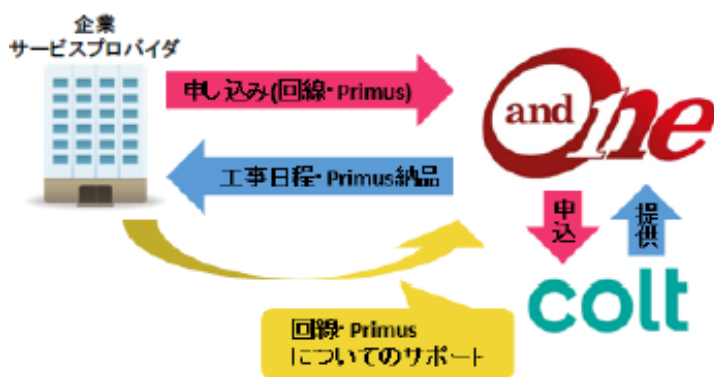 企業
サービスプロバイダ
申し込み(回線・Primus)
and One
工事日程・Primus納品
申込
提供
colt
回線・Primus
についてのサポート